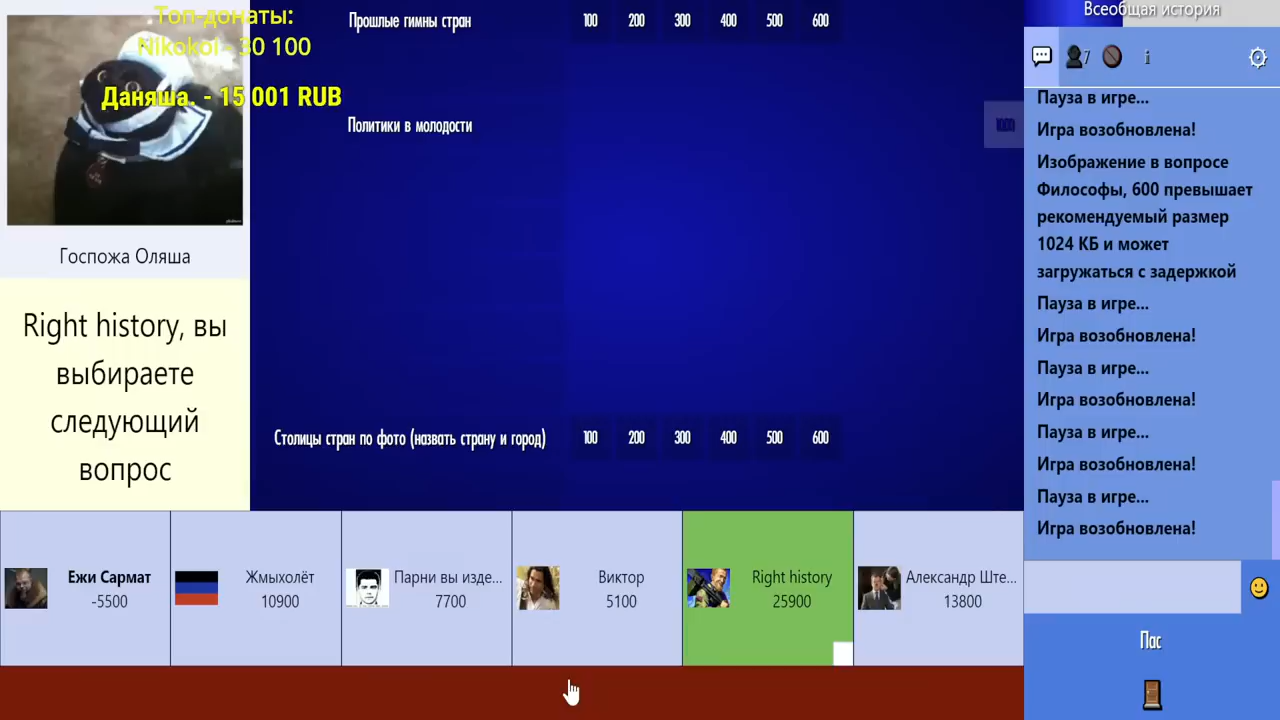 Топ-донаты:
Nikokoi - 30 100
Даняша. - 15 001 RUB
Госпожа Оляша
Right history, вы
выбираете
следующий
вопрос
Прошлые гимны стран 100 200 300 400 500 600
Политики в молодости
1000
Столицы стран по фото (назвать страну и город) 100 200 300 400 500 600
Ежи Сармат
-5500
Жмыхолёт
10900
Парни вы изде...
7700
Виктор
5100
Right history
25900
Александр Ште...
13800
Всеобщая история
7
i
Пауза в игре...
Игра возобновлена!
Изображение в вопросе
Философы, 600 превышает
рекомендуемый размер
1024 КБ и может
загружаться с задержкой
Пауза в игре...
Игра возобновлена!
Пауза в игре...
Игра возобновлена!
Пауза в игре...
Игра возобновлена!
Пауза в игре...
Игра возобновлена!
Пас